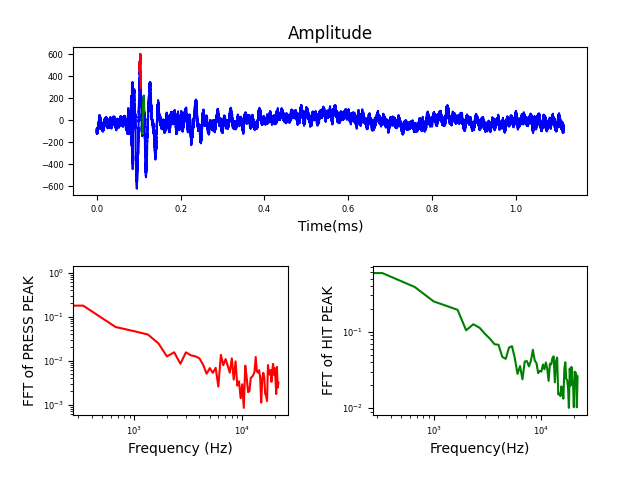 Amplitude
600
400
200
0
−200
−400
−600
0.0 0.2 0.4 0.6 0.8 1.0
Time(ms)
FFT of PRESS PEAK
10⁰
10⁻¹
10⁻²
10⁻³
10³ 10⁴
Frequency (Hz)
FFT of HIT PEAK
10⁻¹
10⁻²
10³ 10⁴
Frequency(Hz)